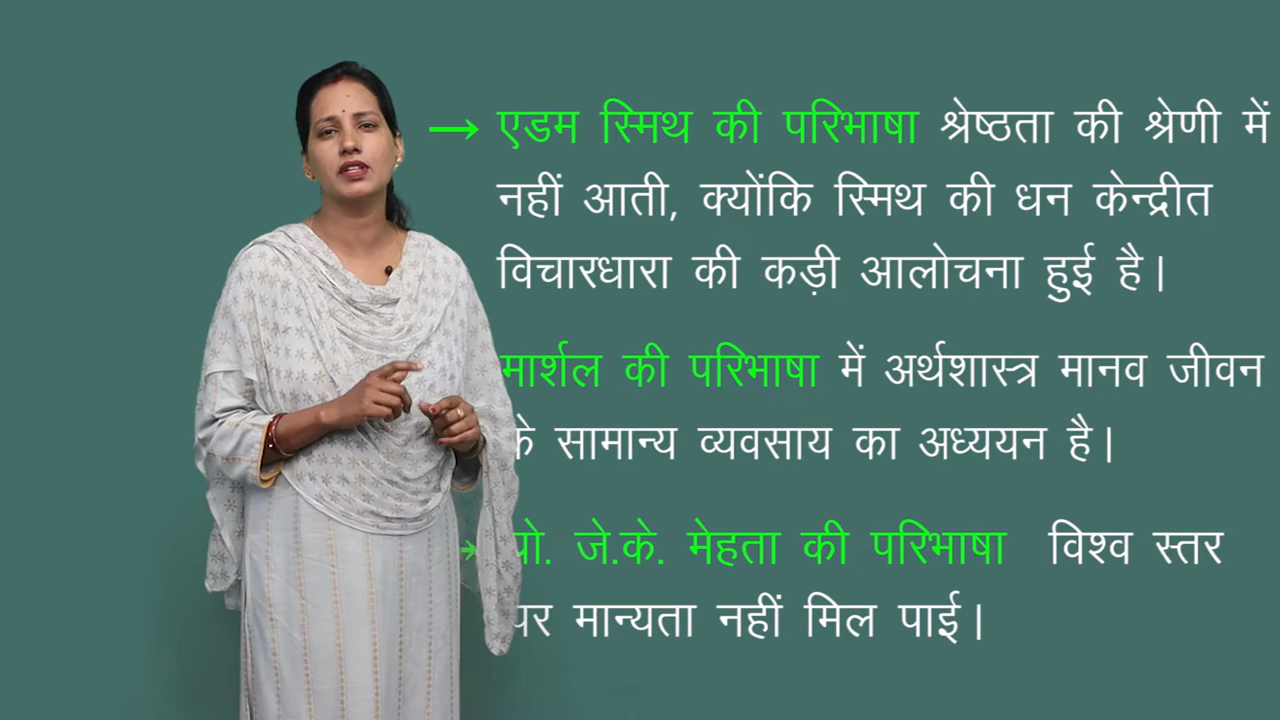 → एडम स्मिथ की परिभाषा श्रेष्ठता की श्रेणी में
नहीं आती, क्योंकि स्मिथ की धन केन्द्रीत
विचारधारा की कड़ी आलोचना हुई है।
मार्शल की परिभाषा में अर्थशास्त्र मानव जीवन
के सामान्य व्यवसाय का अध्ययन है।
→ प्रो. जे.के. मेहता की परिभाषा विश्व स्तर
पर मान्यता नहीं मिल पाई।